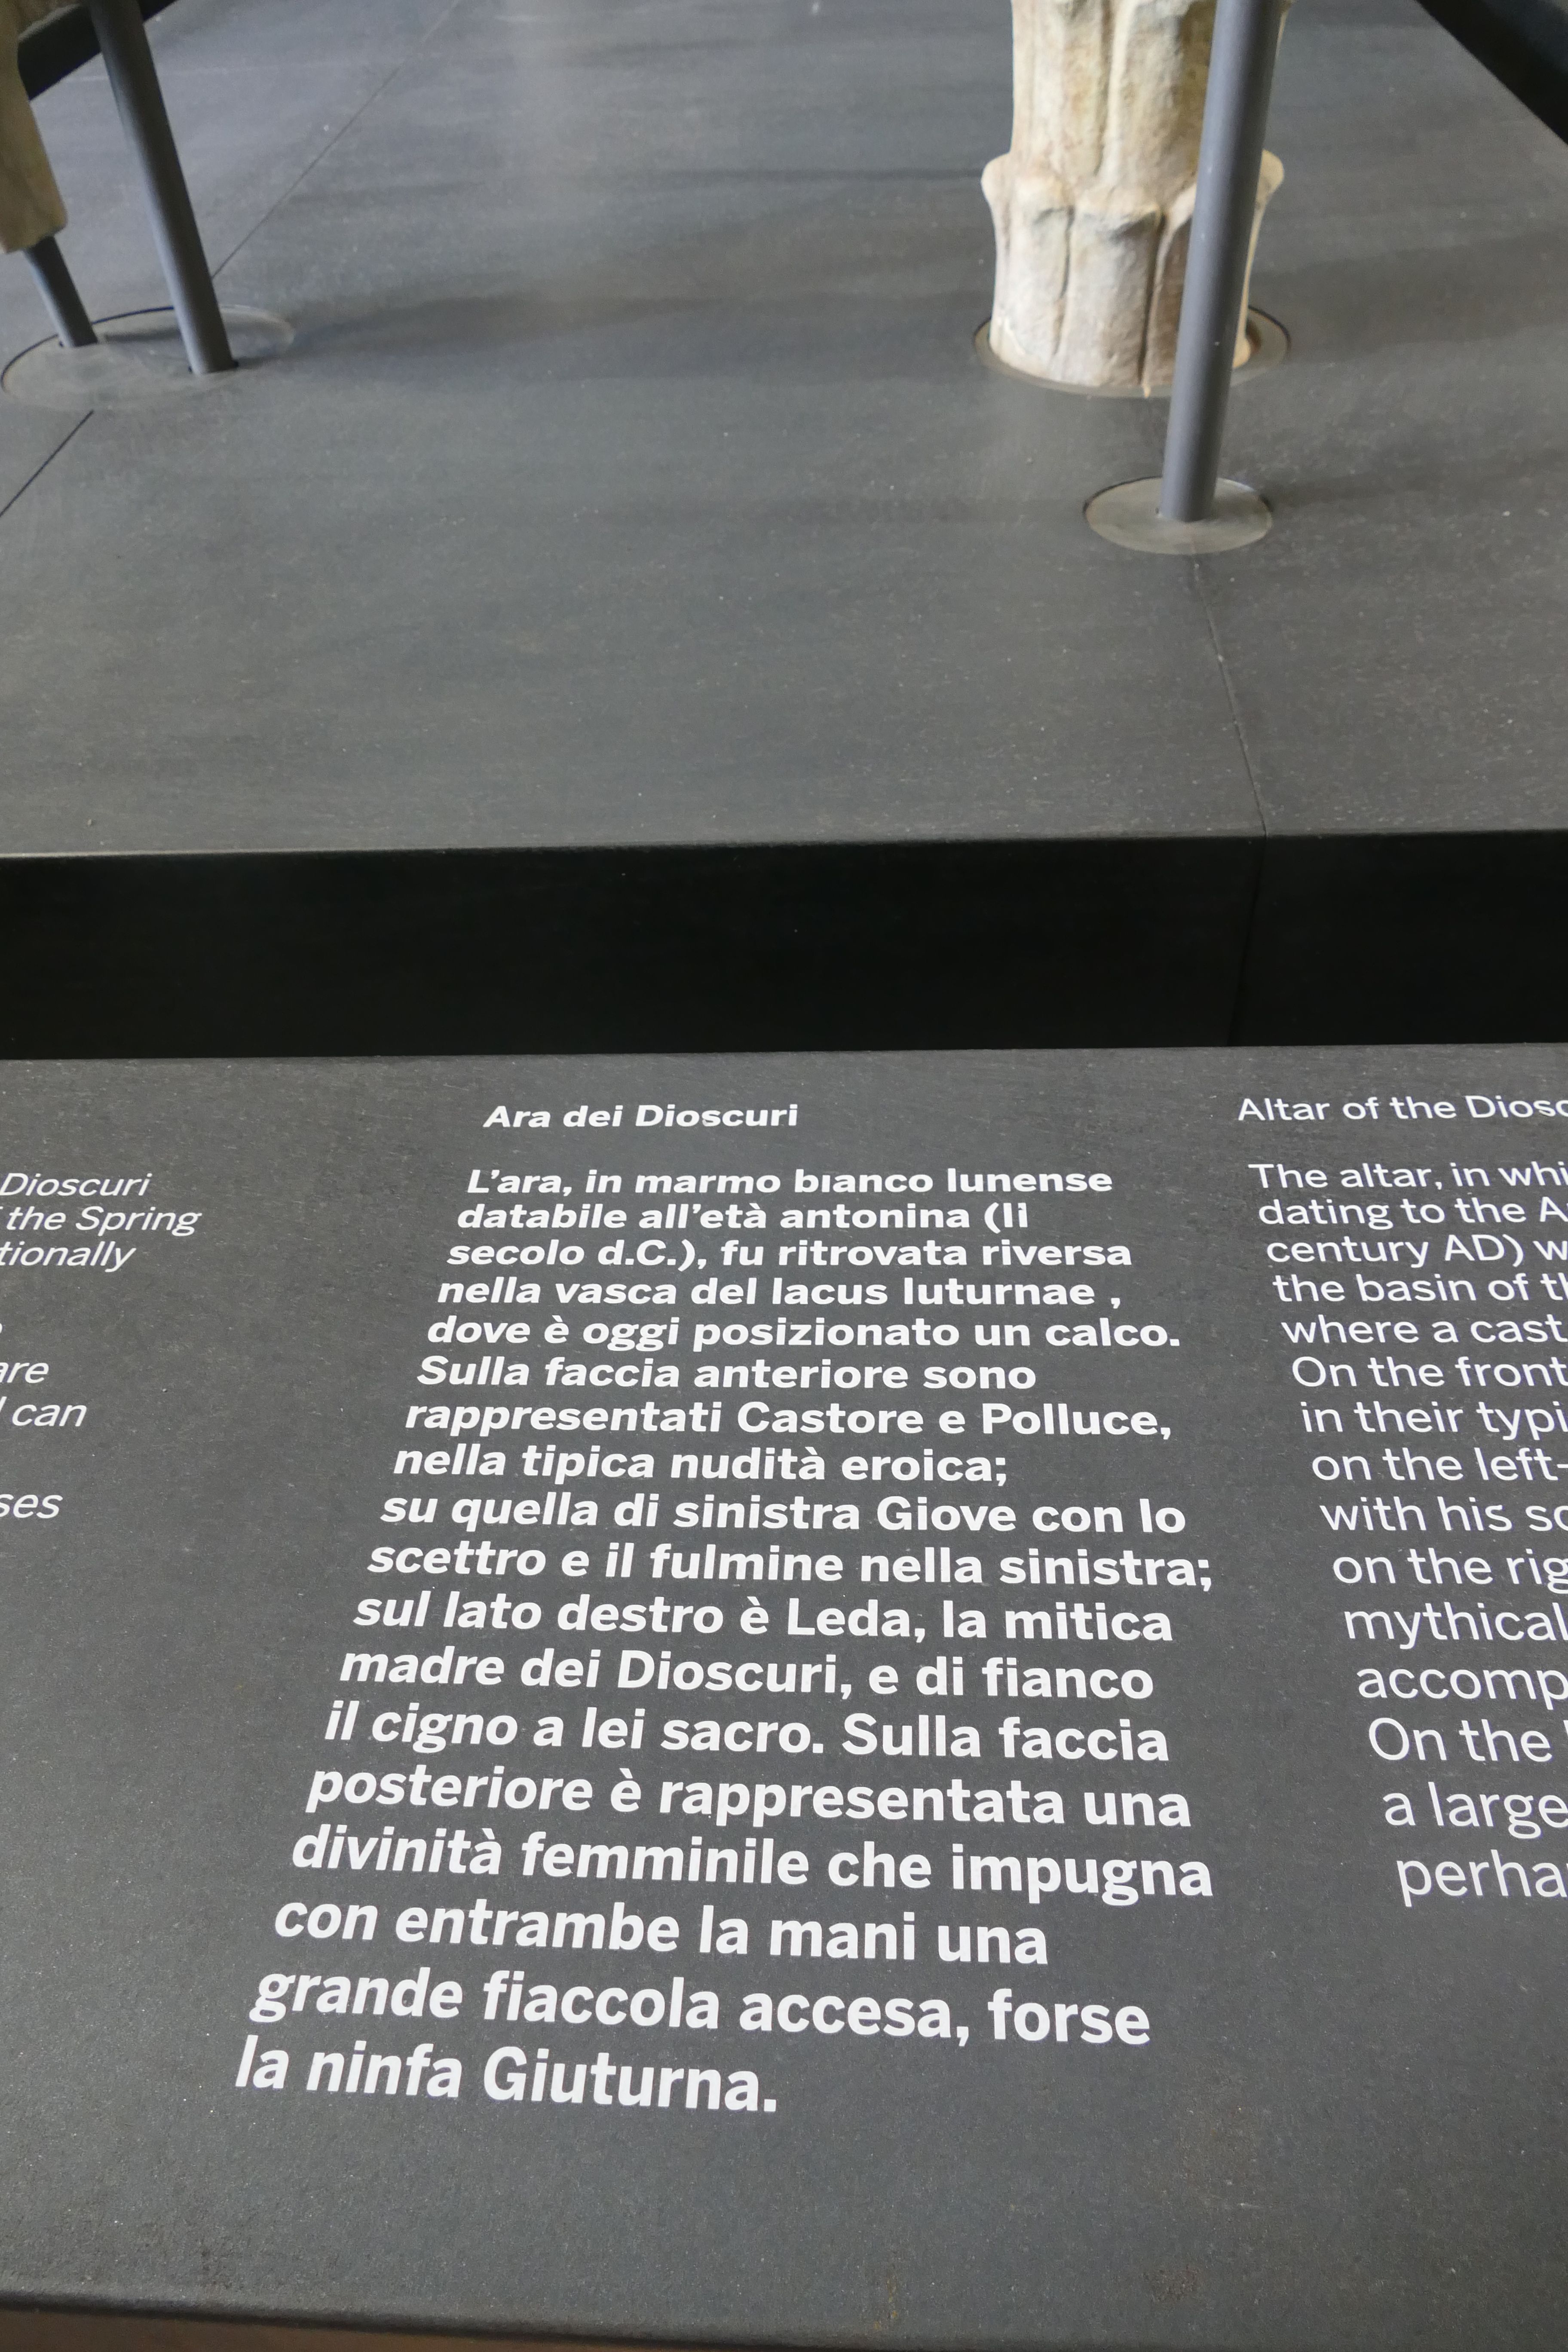 Dioscuri
the Spring
tionally
are
can
ses
Ara dei Dioscuri
L'ara, in marmo bıanco lunense
databile all'età antonina (Ii
secolo d.C.), fu ritrovata riversa
nella vasca del lacus Iuturnae ,
dove è oggi posizionato un calco.
Sulla faccia anteriore sono
rappresentati Castore e Polluce,
nella tipica nudità eroica;
su quella di sinistra Giove con lo
scettro e il fulmine nella sinistra;
sul lato destro è Leda, la mitica
madre dei Dioscuri, e di fianco
il cigno a lei sacro. Sulla faccia
posteriore è rappresentata una
divinità femminile che impugna
con entrambe la mani una
grande fiaccola accesa, forse
la ninfa Giuturna.
Altar of the Diosc
The altar, in whi
dating to the A
century AD) w
the basin of th
where a cast
On the front
in their typi
on the left-
with his sc
on the rig
mythical
accomp
On the
a large
perha